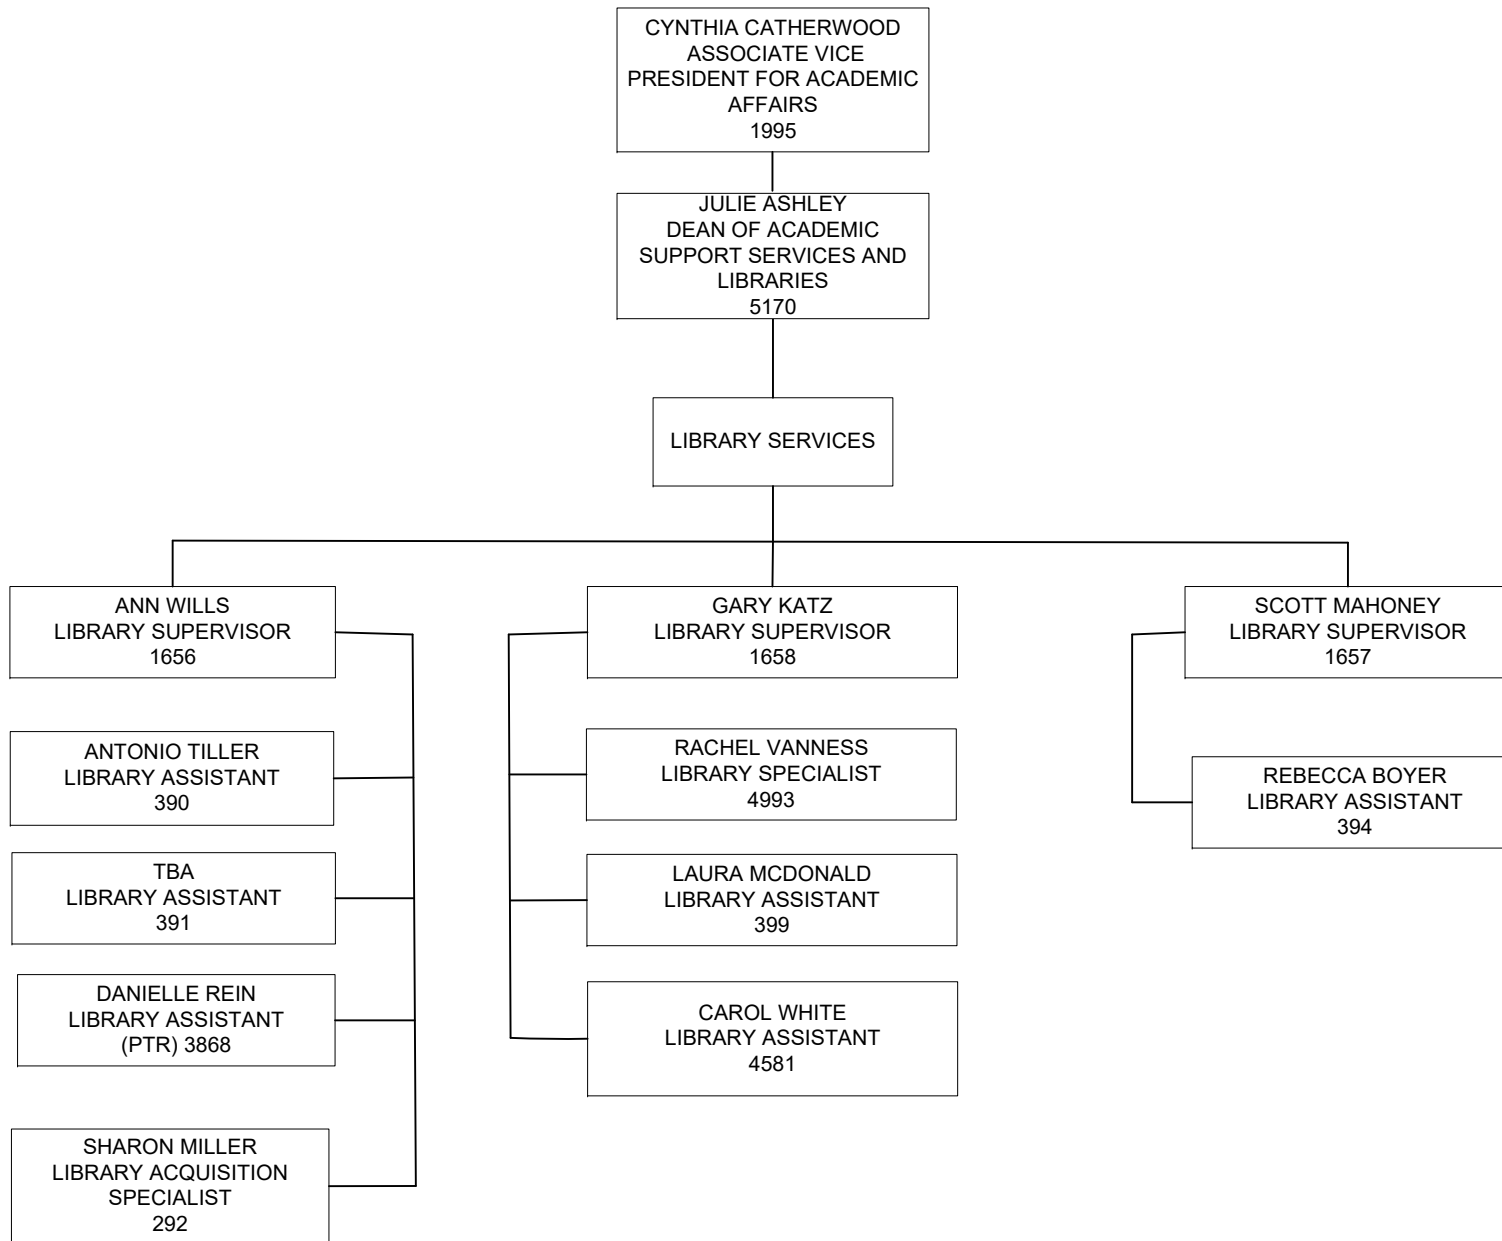 CYNTHIA CATHERWOOD
ASSOCIATE VICE
PRESIDENT FOR ACADEMIC
AFFAIRS
1995
JULIE ASHLEY
DEAN OF ACADEMIC
SUPPORT SERVICES AND
LIBRARIES
5170
LIBRARY SERVICES
ANN WILLS
LIBRARY SUPERVISOR
1656
ANTONIO TILLER
LIBRARY ASSISTANT
390
TBA
LIBRARY ASSISTANT
391
DANIELLE REIN
LIBRARY ASSISTANT
(PTR) 3868
SHARON MILLER
LIBRARY ACQUISITION
SPECIALIST
292
GARY KATZ
LIBRARY SUPERVISOR
1658
RACHEL VANNESS
LIBRARY SPECIALIST
4993
LAURA MCDONALD
LIBRARY ASSISTANT
399
CAROL WHITE
LIBRARY ASSISTANT
4581
SCOTT MAHONEY
LIBRARY SUPERVISOR
1657
REBECCA BOYER
LIBRARY ASSISTANT
394